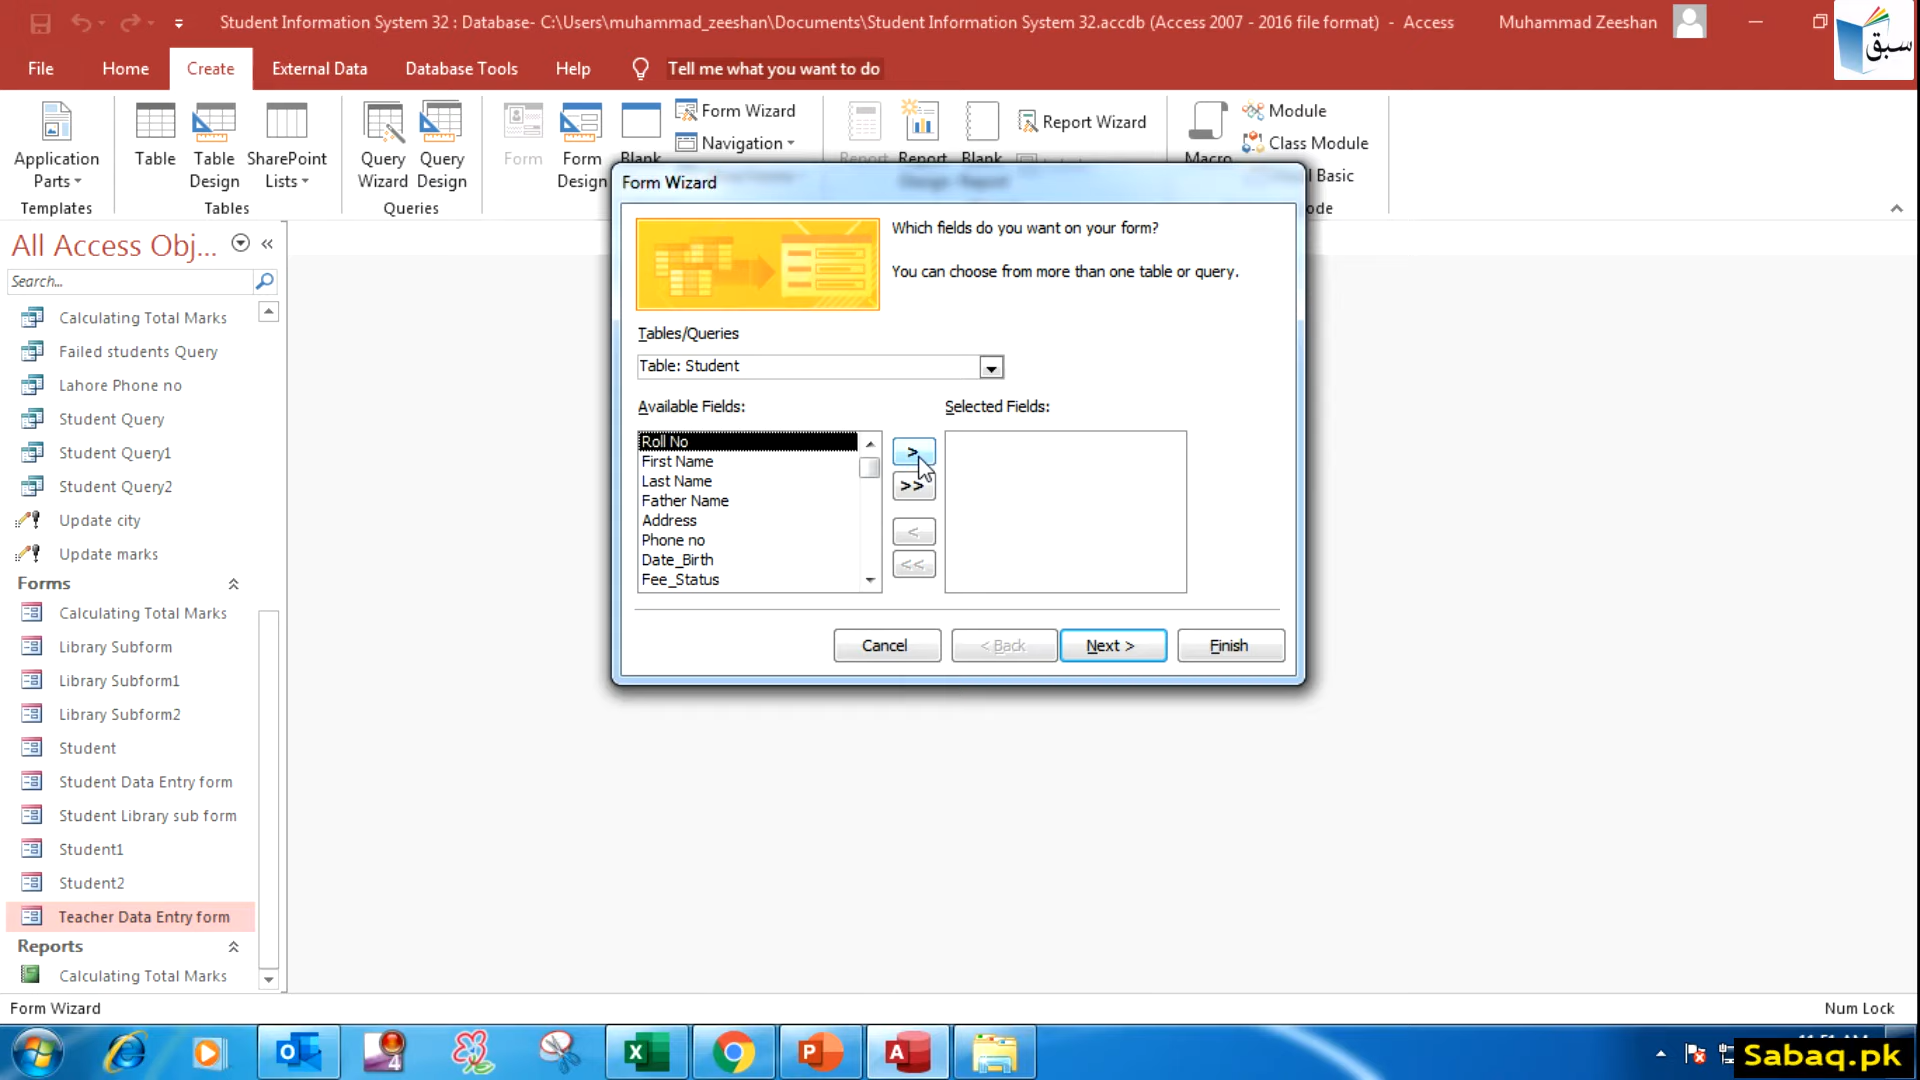 Student Information System 32 : Database- C:\Users\muhammad_zeeshan\Documents\Student Information System 32.accdb (Access 2007 - 2016 file format) - Access
Muhammad Zeeshan
سبق
File
Home
Create
External Data
Database Tools
Help
Tell me what you want to do
Application Parts
Table
Table Design
SharePoint Lists
Query Wizard
Query Design
Form
Form Design
Blank
Form Wizard
Navigation
Report
Report
Blank
Report Wizard
Macro
Module
Class Module
Basic
Templates
Tables
Queries
All Access Obj...
Search...
Calculating Total Marks
Failed students Query
Lahore Phone no
Student Query
Student Query1
Student Query2
Update city
Update marks
Forms
Calculating Total Marks
Library Subform
Library Subform1
Library Subform2
Student
Student Data Entry form
Student Library sub form
Student1
Student2
Teacher Data Entry form
Reports
Calculating Total Marks
Form Wizard
Which fields do you want on your form?
You can choose from more than one table or query.
Tables/Queries
Table: Student
Available Fields:
Selected Fields:
Roll No
First Name
Last Name
Father Name
Address
Phone no
Date_Birth
Fee_Status
>
>>
<
<<
Cancel
< Back
Next >
Finish
Form Wizard
Num Lock
Sabaq.pk